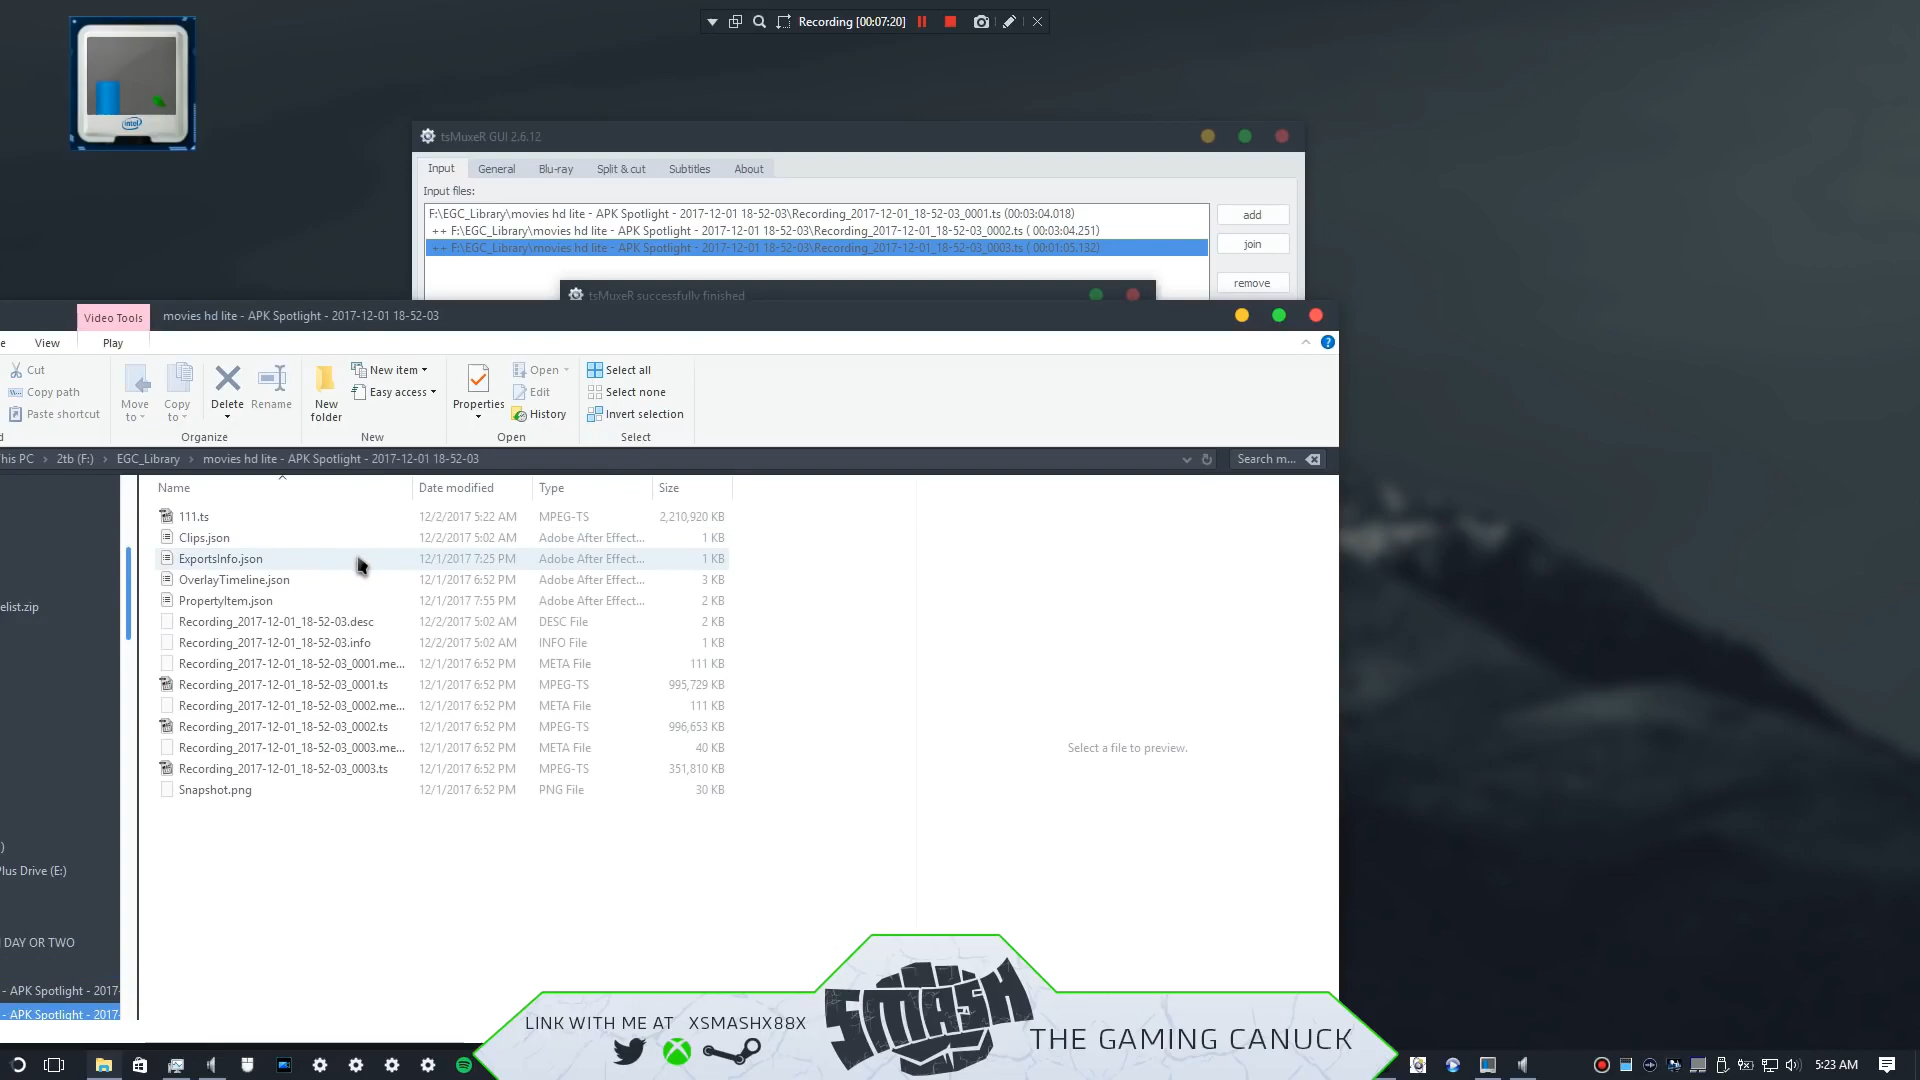 Recording [00:07:20]
intel
tsMuxeR GUI 2.6.12
Input General Blu-ray Split & cut Subtitles About
Input files:
F:\EGC_Library\movies hd lite - APK Spotlight - 2017-12-01 18-52-03\Recording_2017-12-01_18-52-03_0001.ts (00:03:04.018)
++ F:\EGC_Library\movies hd lite - APK Spotlight - 2017-12-01 18-52-03\Recording_2017-12-01_18-52-03_0002.ts ( 00:03:04.251)
++ F:\EGC_Library\movies hd lite - APK Spotlight - 2017-12-01 18-52-03\Recording_2017-12-01_18-52-03_0003.ts ( 00:01:05.132)
add
join
remove
tsMuxeR successfully finished
Video Tools movies hd lite - APK Spotlight - 2017-12-01 18-52-03
e View Play
Cut
Copy path
Paste shortcut
Move to
Copy to
Delete
Rename
Organize
New folder
New item
Easy access
New
Properties
Open
Edit
History
Open
Select all
Select none
Invert selection
Select
his PC > 2tb (F:) > EGC_Library > movies hd lite - APK Spotlight - 2017-12-01 18-52-03
Search m...
Name Date modified Type Size
111.ts 12/2/2017 5:22 AM MPEG-TS 2,210,920 KB
Clips.json 12/2/2017 5:02 AM Adobe After Effect... 1 KB
ExportsInfo.json 12/1/2017 7:25 PM Adobe After Effect... 1 KB
OverlayTimeline.json 12/1/2017 6:52 PM Adobe After Effect... 3 KB
PropertyItem.json 12/1/2017 7:55 PM Adobe After Effect... 2 KB
Recording_2017-12-01_18-52-03.desc 12/2/2017 5:02 AM DESC File 2 KB
Recording_2017-12-01_18-52-03.info 12/2/2017 5:02 AM INFO File 1 KB
Recording_2017-12-01_18-52-03_0001.me... 12/1/2017 6:52 PM META File 111 KB
Recording_2017-12-01_18-52-03_0001.ts 12/1/2017 6:52 PM MPEG-TS 995,729 KB
Recording_2017-12-01_18-52-03_0002.me... 12/1/2017 6:52 PM META File 111 KB
Recording_2017-12-01_18-52-03_0002.ts 12/1/2017 6:52 PM MPEG-TS 996,653 KB
Recording_2017-12-01_18-52-03_0003.me... 12/1/2017 6:52 PM META File 40 KB
Recording_2017-12-01_18-52-03_0003.ts 12/1/2017 6:52 PM MPEG-TS 351,810 KB
Snapshot.png 12/1/2017 6:52 PM PNG File 30 KB
Select a file to preview.
elist.zip
)
lus Drive (E:)
DAY OR TWO
- APK Spotlight - 2017-
- APK Spotlight - 2017-
LINK WITH ME AT XSMASHX88X
SMASH
THE GAMING CANUCK
5:23 AM